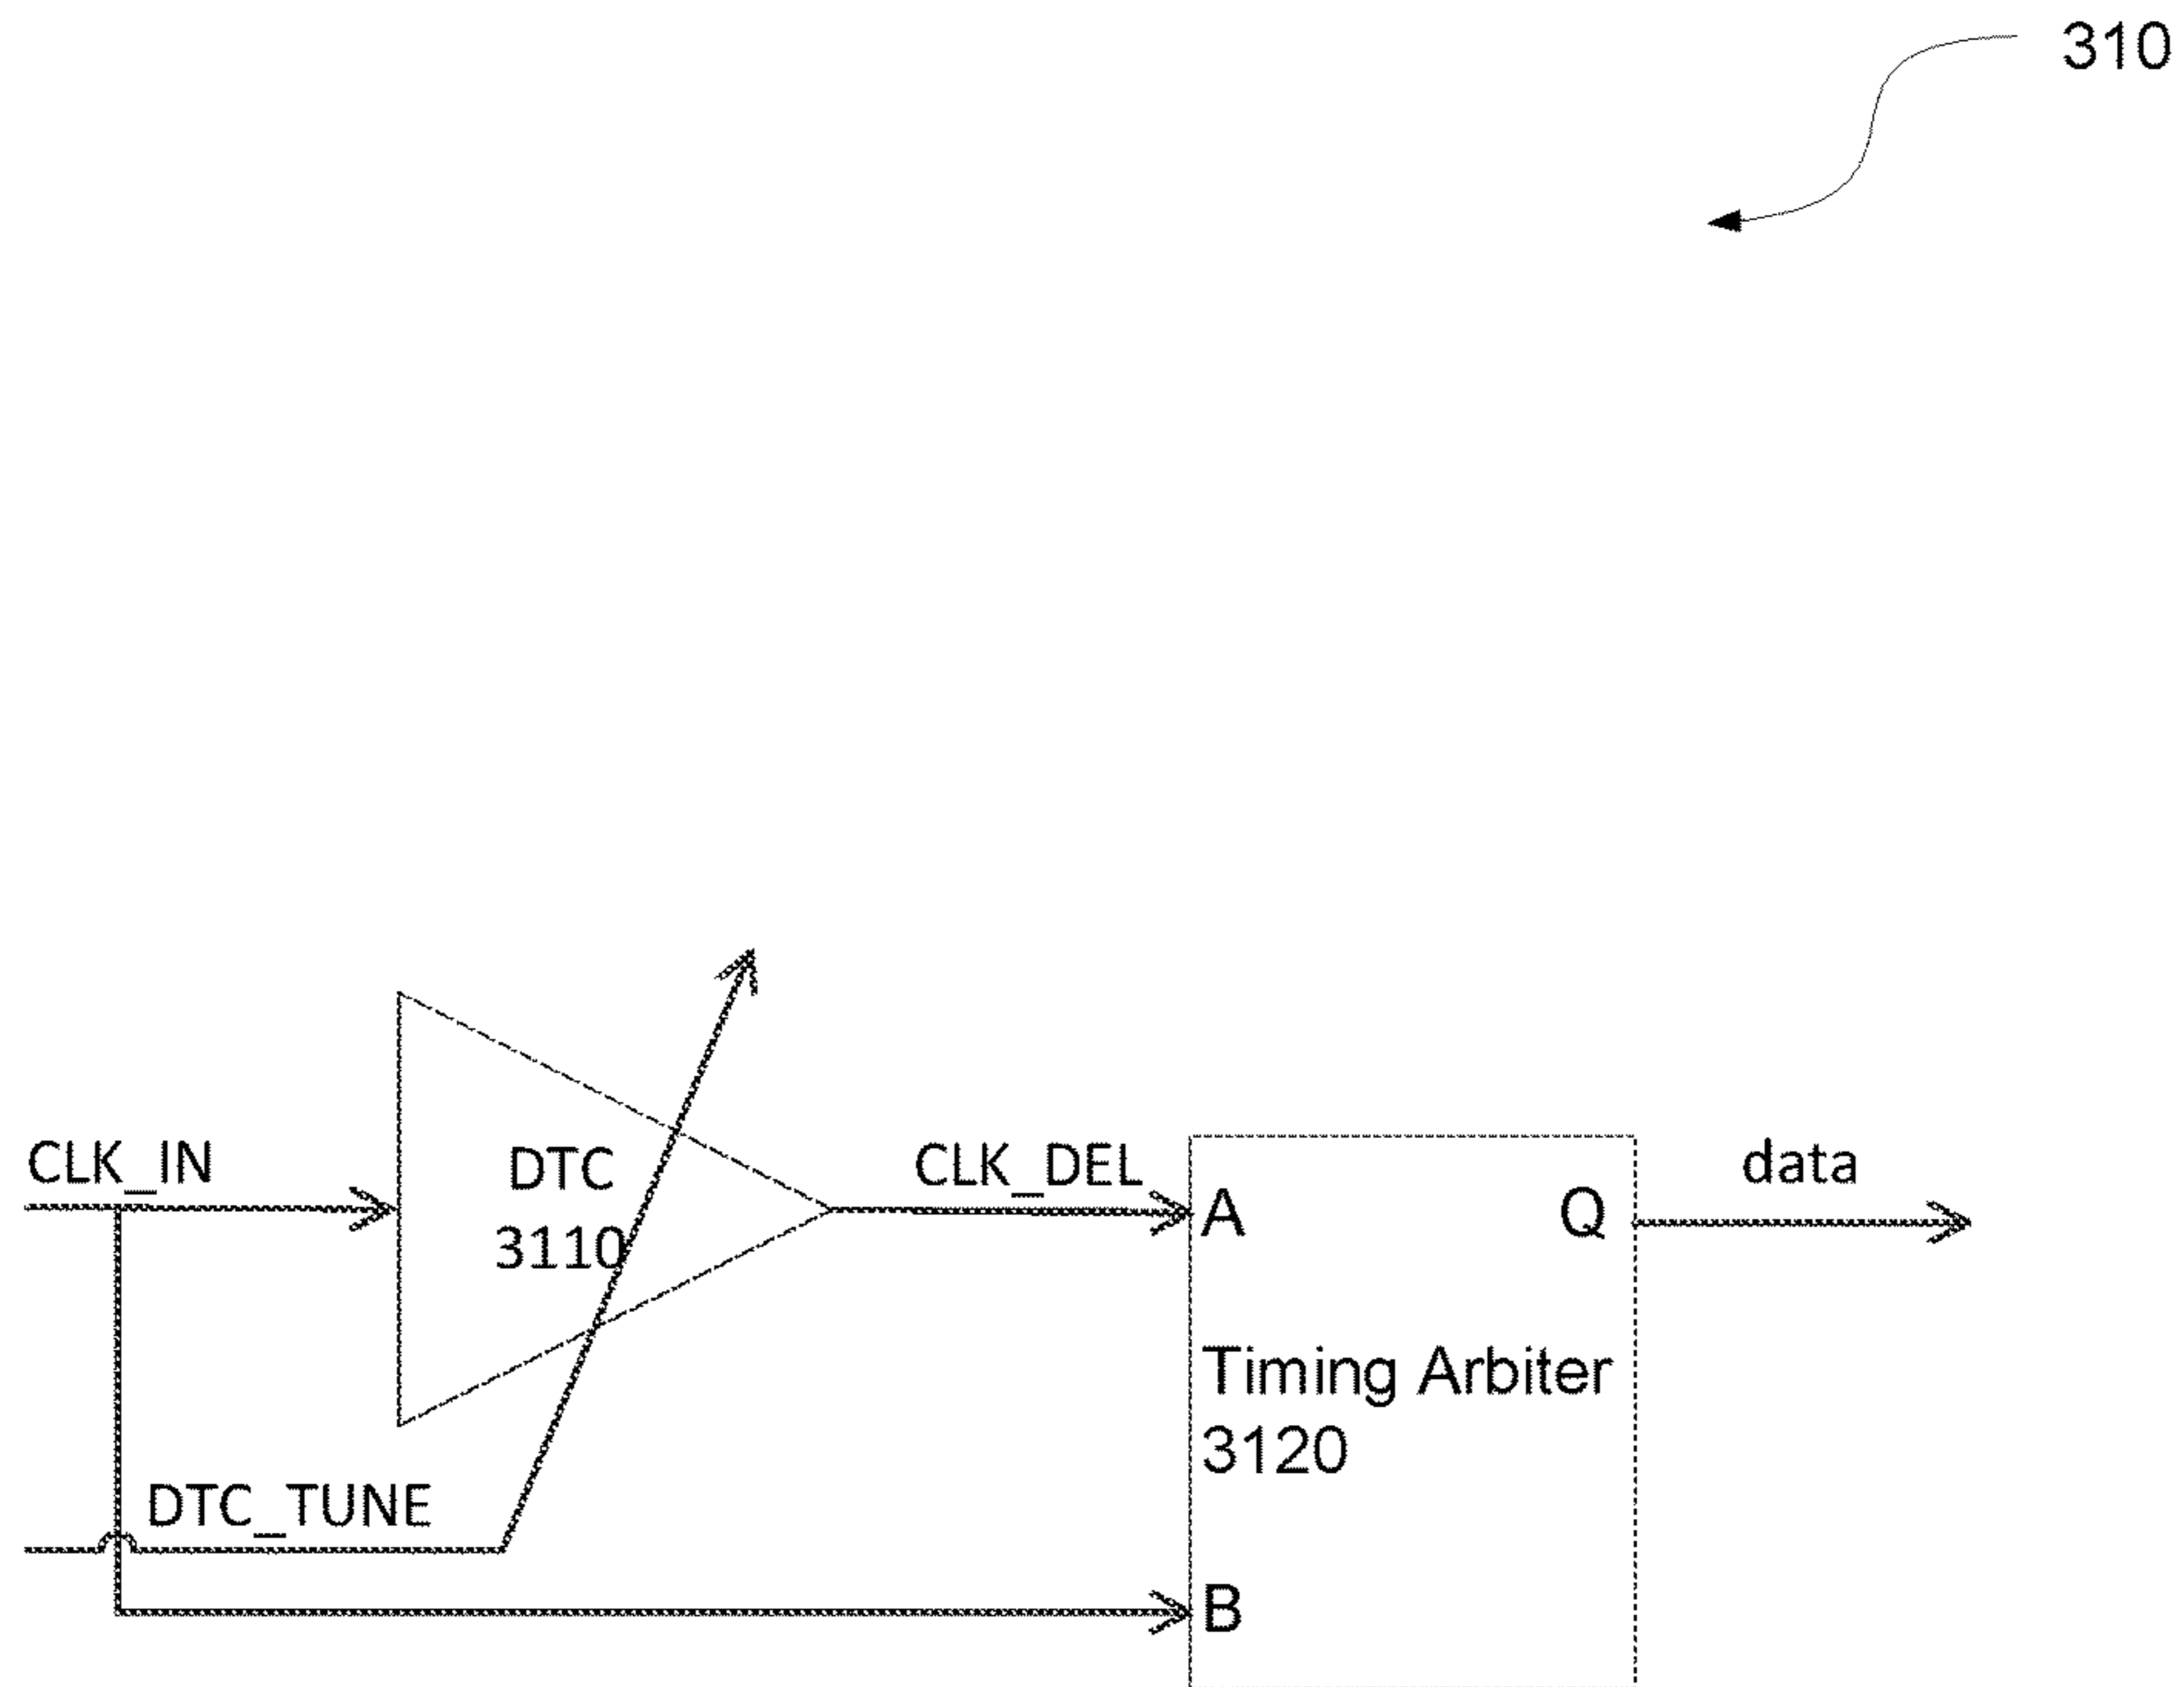 310
CLK_IN
DTC
3110
CLK_DEL
A
Q
data
Timing Arbiter
3120
DTC_TUNE
B